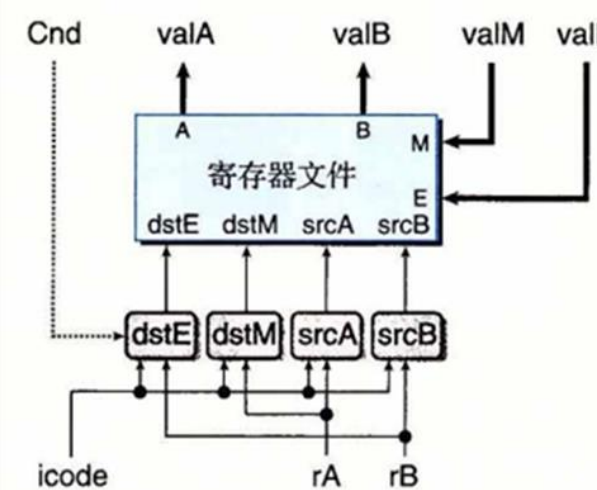 Cnd valA valB valM val
A B
M
寄存器文件
E
dstE dstM srcA srcB
dstE dstM srcA srcB
icode rA rB